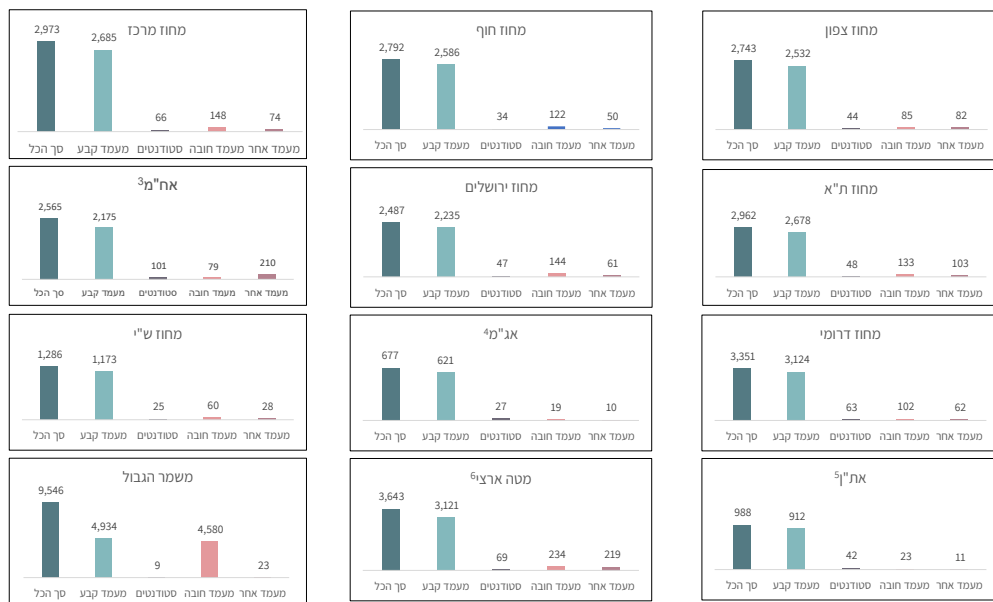 מחוז צפון
2,743
2,532
44
85
82
סך הכל מעמד קבע סטודנטים מעמד חובה מעמד אחר
מחוז חוף
2,792
2,586
34
122
50
סך הכל מעמד קבע סטודנטים מעמד חובה מעמד אחר
מחוז מרכז
2,973
2,685
66
148
74
סך הכל מעמד קבע סטודנטים מעמד חובה מעמד אחר
מחוז ת"א
2,962
2,678
48
133
103
סך הכל מעמד קבע סטודנטים מעמד חובה מעמד אחר
מחוז ירושלים
2,487
2,235
47
144
61
סך הכל מעמד קבע סטודנטים מעמד חובה מעמד אחר
אח"מ³
2,565
2,175
101
79
210
סך הכל מעמד קבע סטודנטים מעמד חובה מעמד אחר
מחוז דרומי
3,351
3,124
63
102
62
סך הכל מעמד קבע סטודנטים מעמד חובה מעמד אחר
אג"מ⁴
677
621
27
19
10
סך הכל מעמד קבע סטודנטים מעמד חובה מעמד אחר
מחוז ש"י
1,286
1,173
25
60
28
סך הכל מעמד קבע סטודנטים מעמד חובה מעמד אחר
את"ן⁵
988
912
42
23
11
סך הכל מעמד קבע סטודנטים מעמד חובה מעמד אחר
מטה ארצי⁶
3,643
3,121
69
234
219
סך הכל מעמד קבע סטודנטים מעמד חובה מעמד אחר
משמר הגבול
9,546
4,934
9
4,580
23
סך הכל מעמד קבע סטודנטים מעמד חובה מעמד אחר